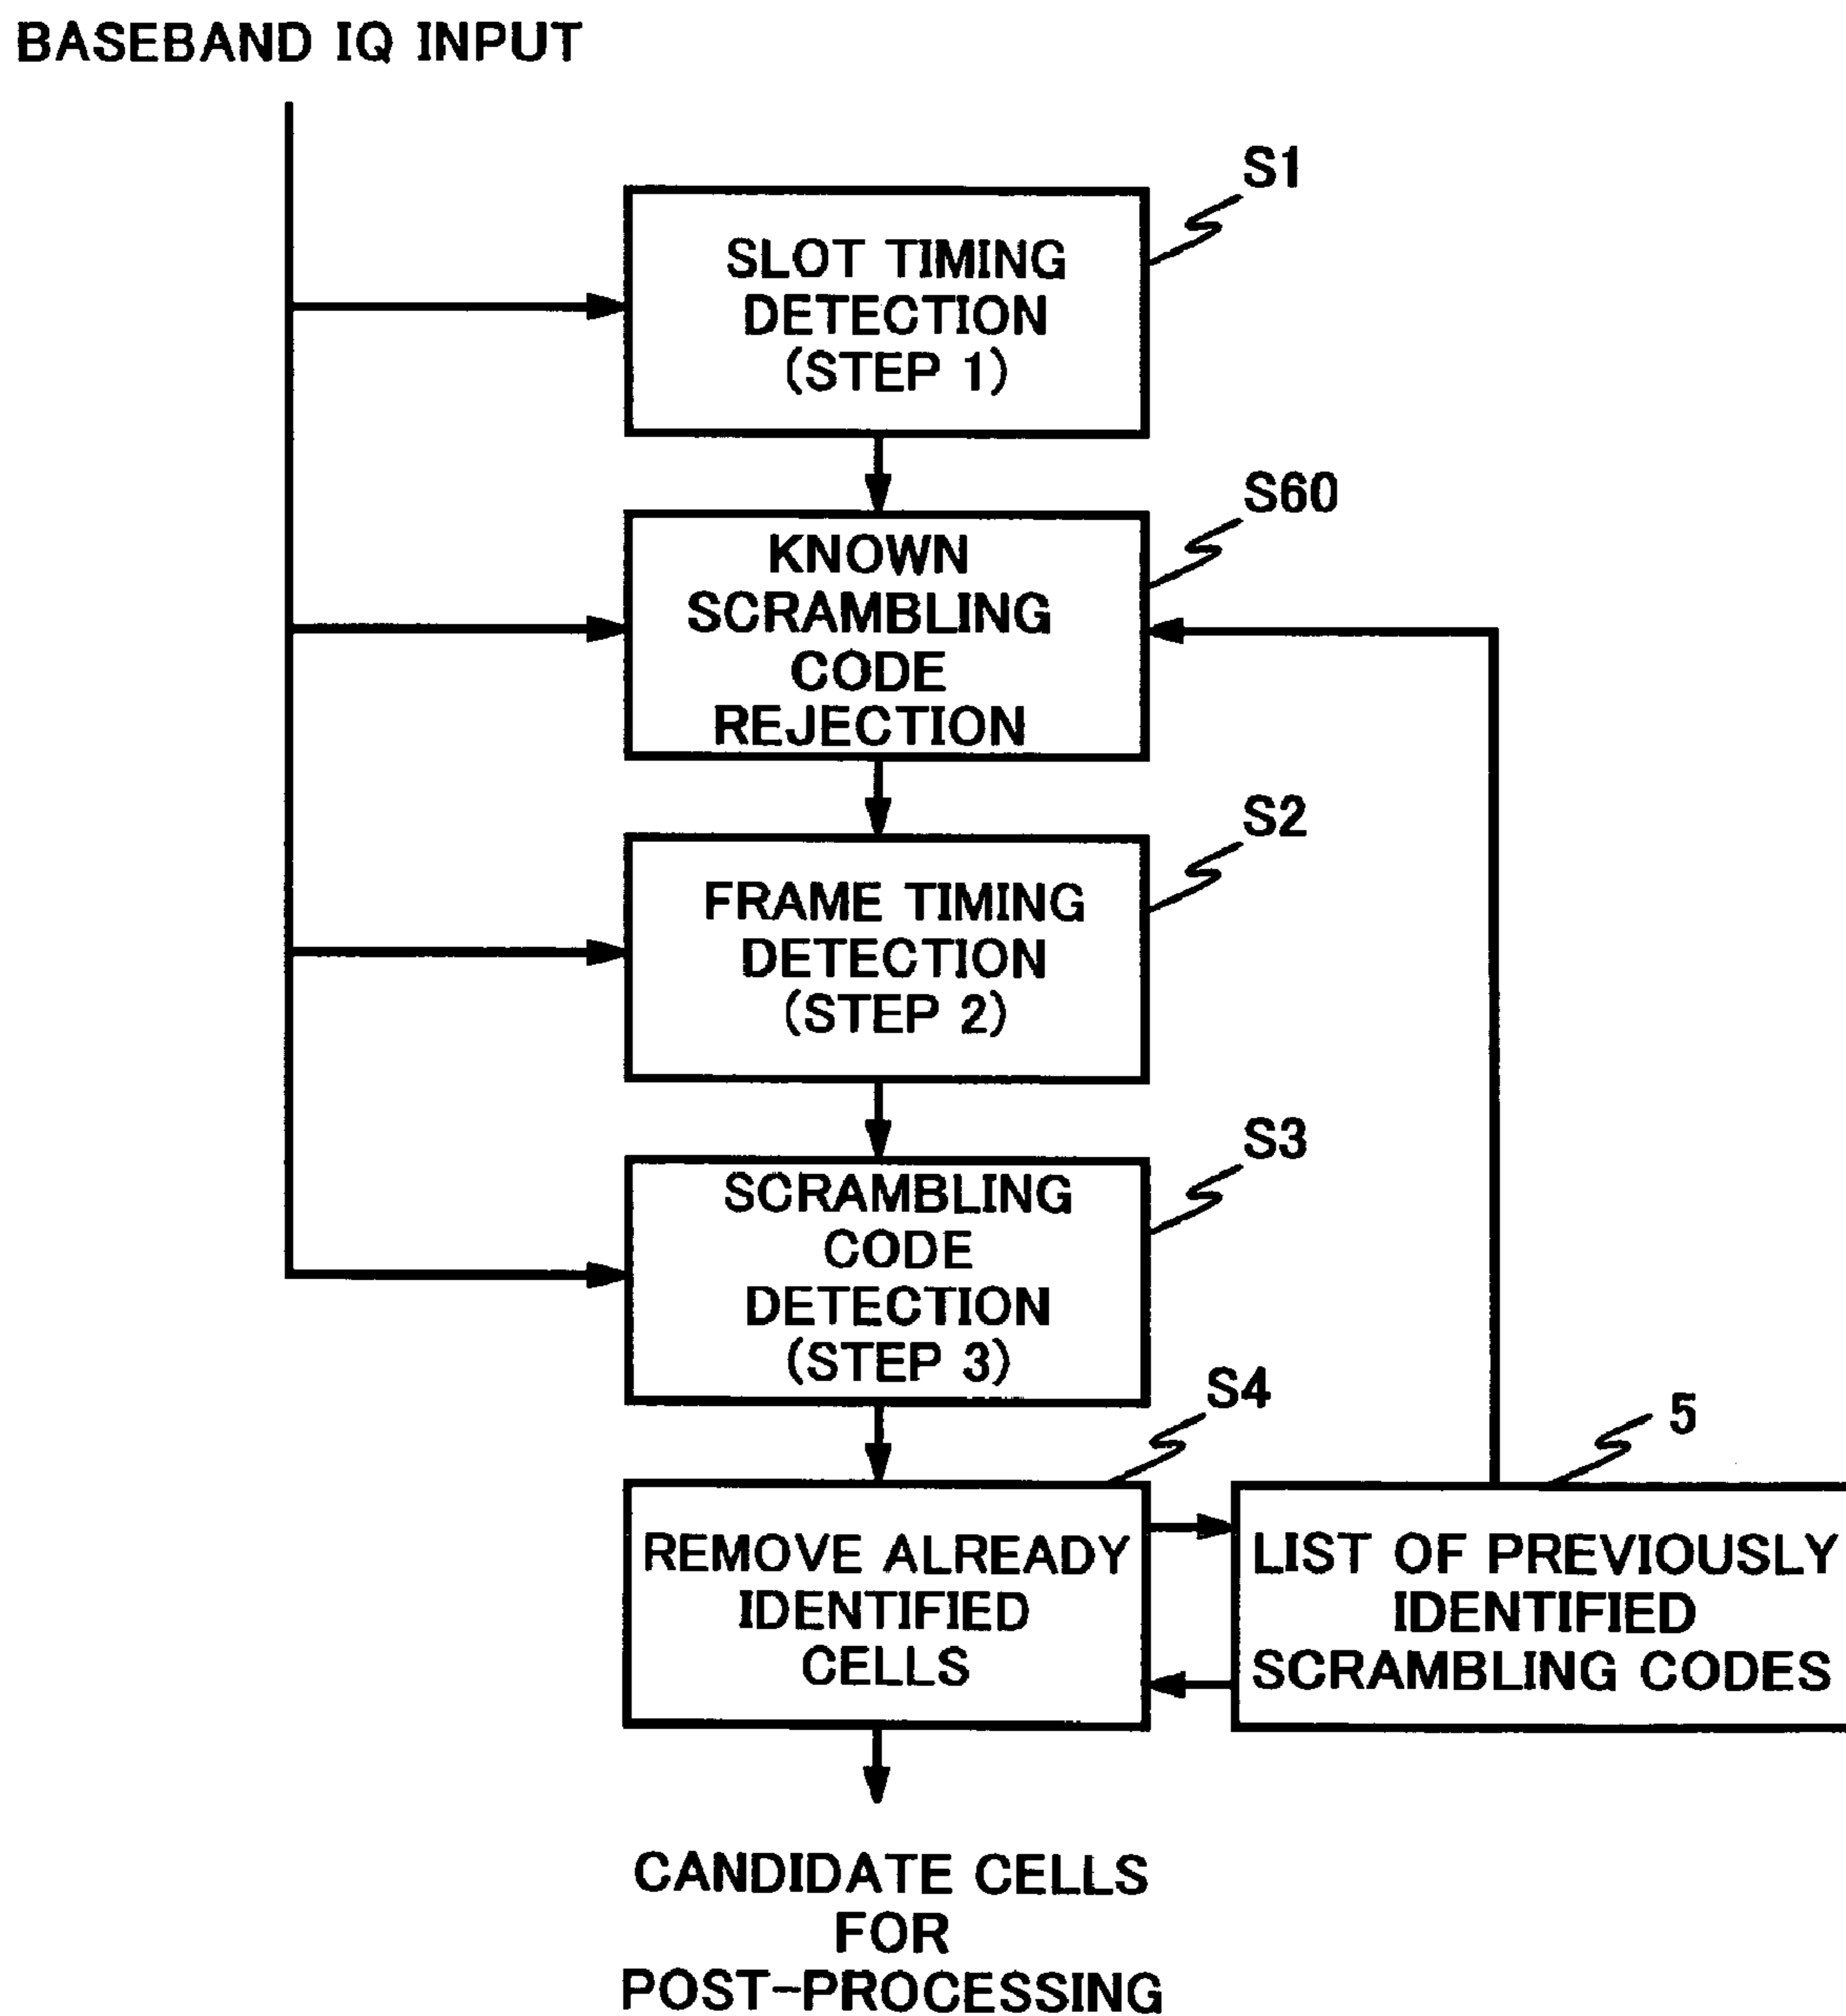 BASEBAND IQ INPUT
S1
SLOT TIMING
DETECTION
(STEP 1)
S60
KNOWN
SCRAMBLING
CODE
REJECTION
S2
FRAME TIMING
DETECTION
(STEP 2)
S3
SCRAMBLING
CODE
DETECTION
(STEP 3)
S4
REMOVE ALREADY
IDENTIFIED
CELLS
5
LIST OF PREVIOUSLY
IDENTIFIED
SCRAMBLING CODES
CANDIDATE CELLS
FOR
POST-PROCESSING